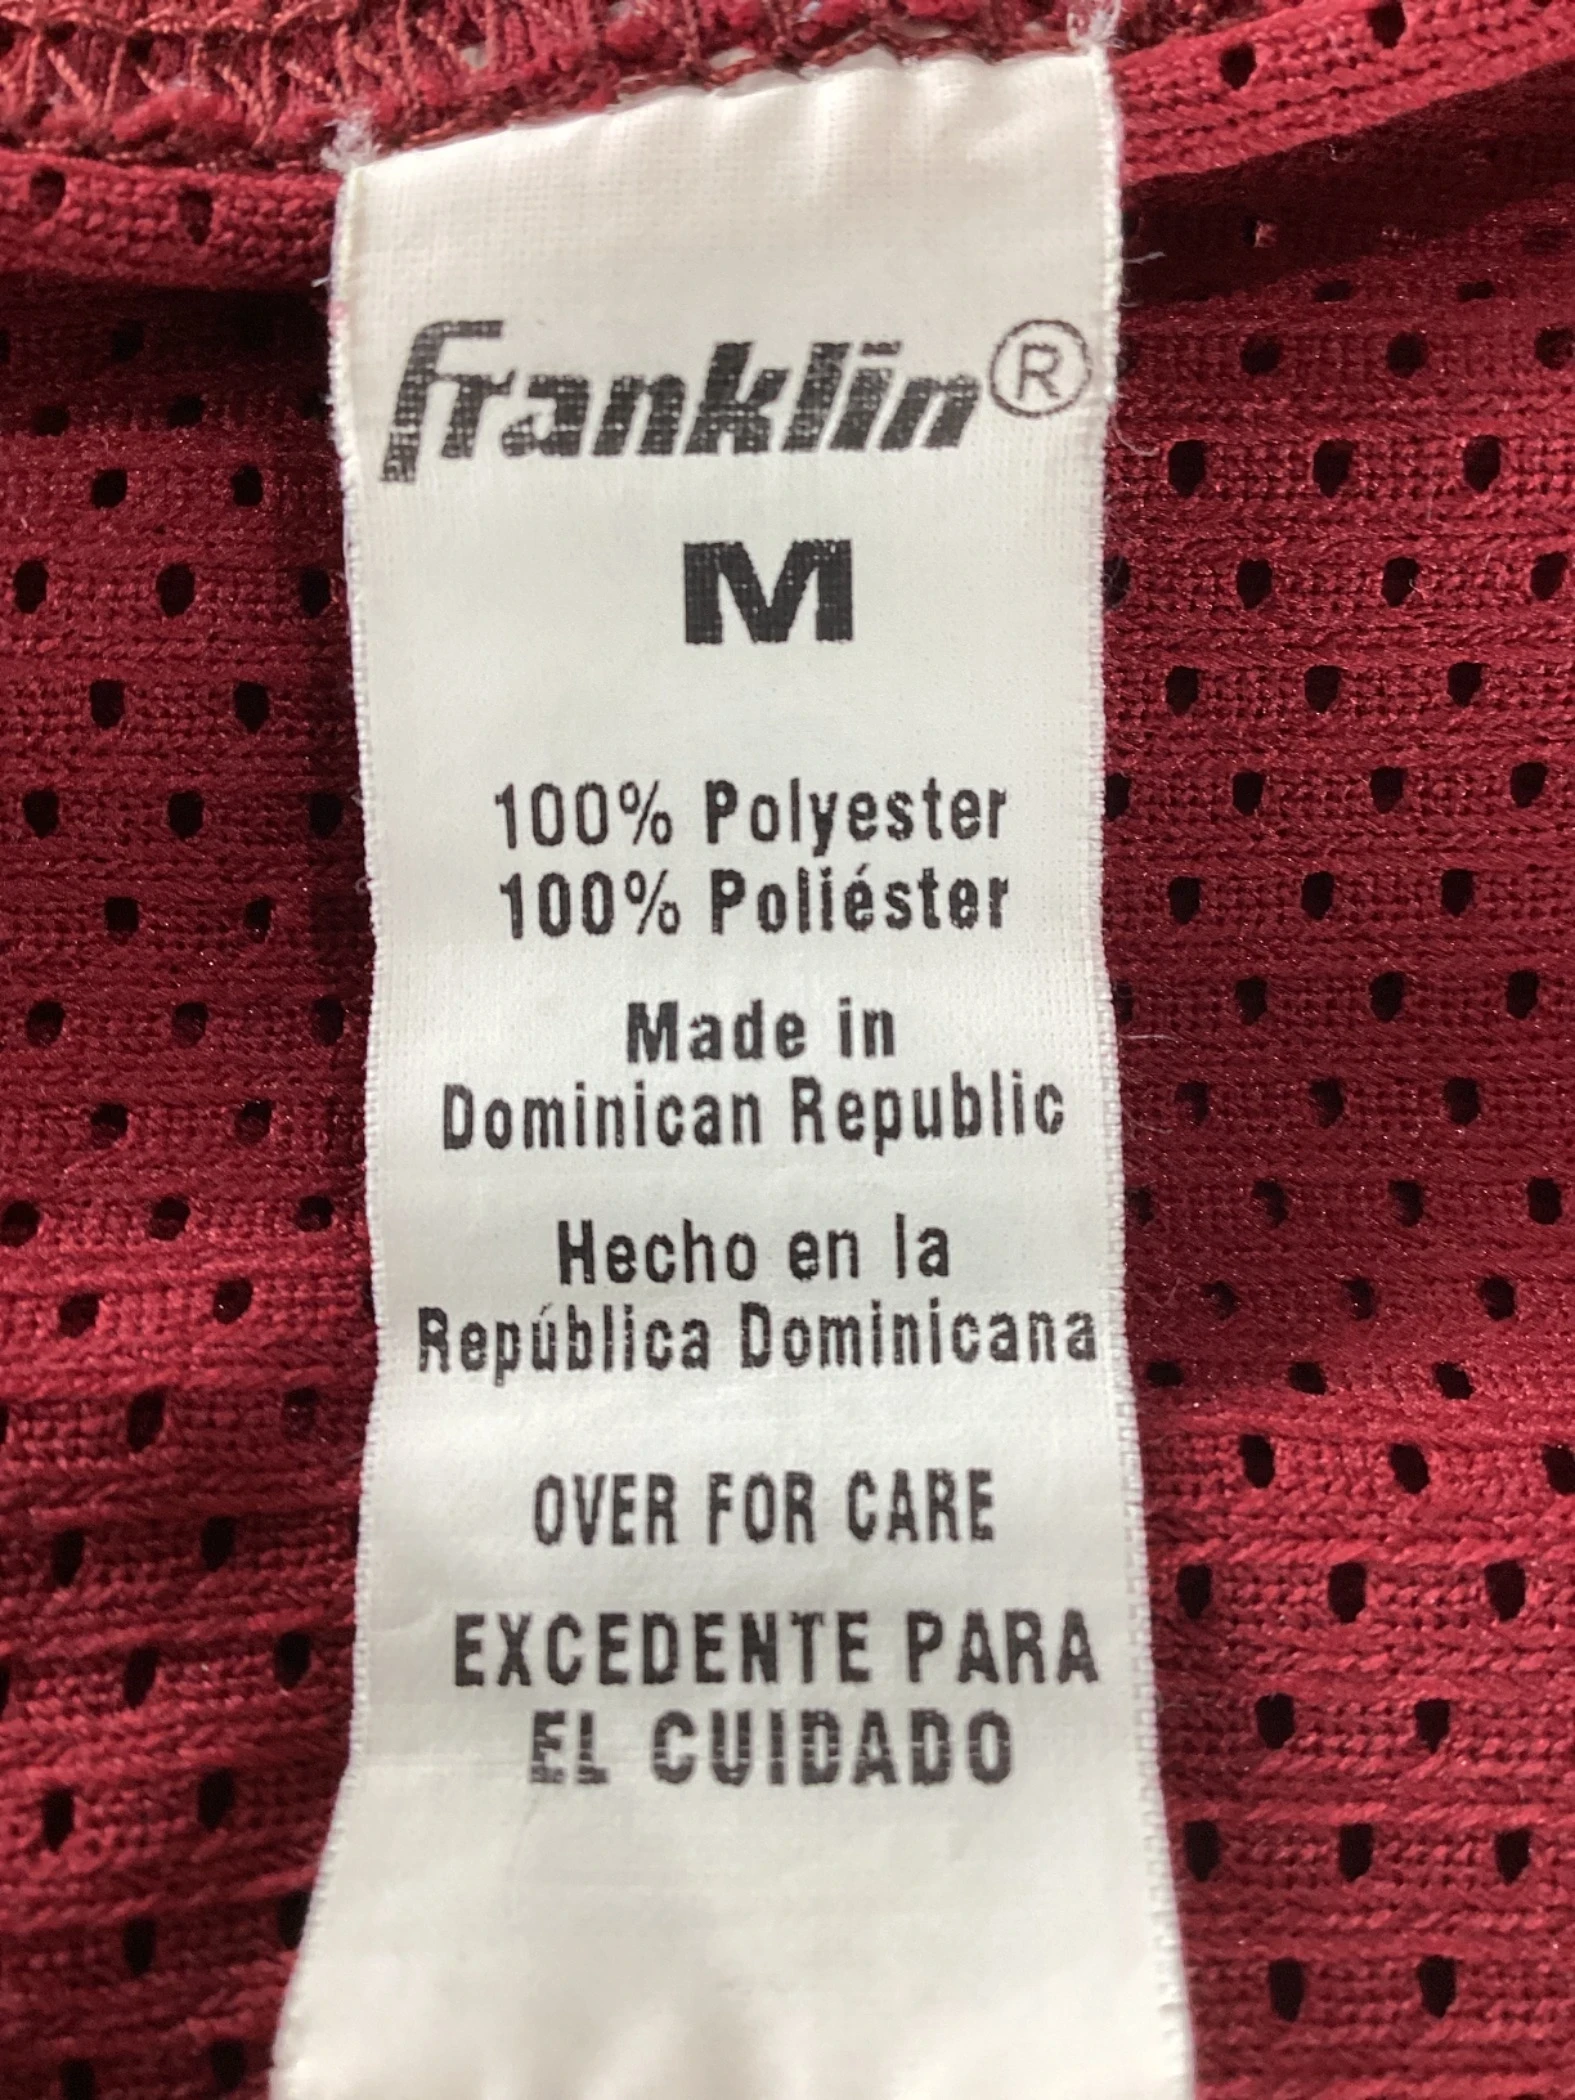 Franklin®
M
100% Polyester
100% Poliéster
Made in
Dominican Republic
Hecho en la
República Dominicana
OVER FOR CARE
EXCEDENTE PARA
EL CUIDADO